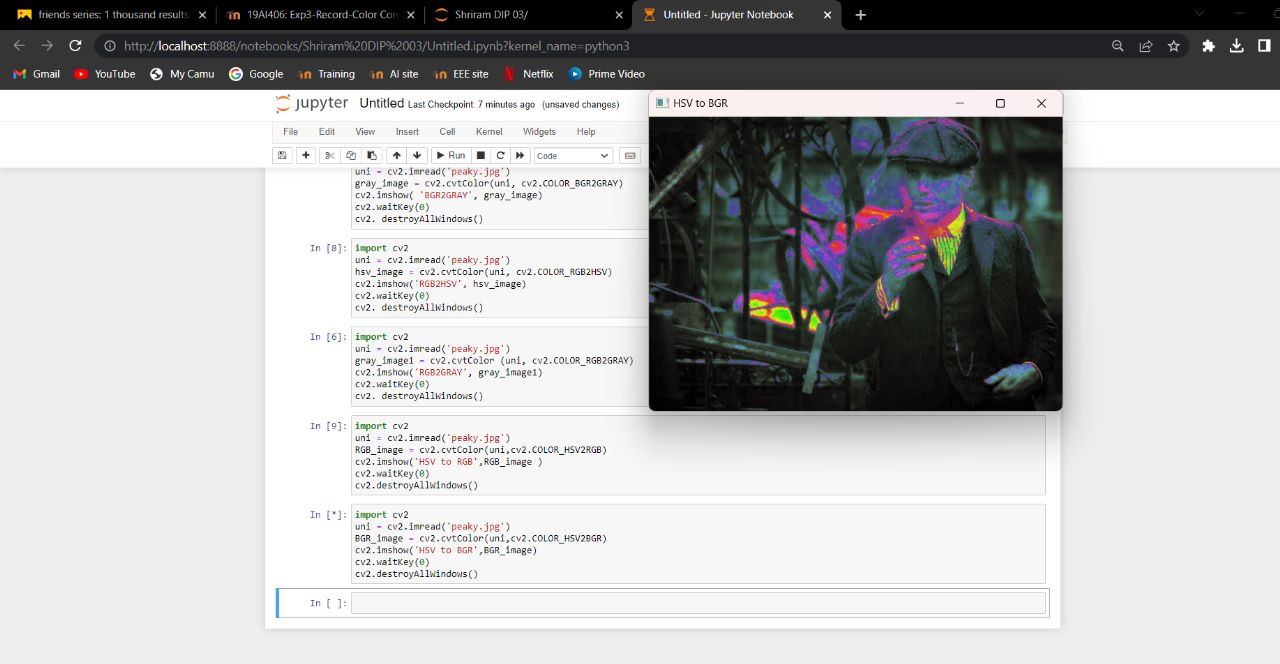 friends series: 1 thousand results
19AI406: Exp3-Record-Color Con
Shriram DIP 03/
Untitled - Jupyter Notebook
http://localhost:8888/notebooks/Shriram%20DIP%2003/Untitled.ipynb?kernel_name=python3
Gmail YouTube My Camu Google Training AI site EEE site Netflix Prime Video
jupyter Untitled Last Checkpoint: 7 minutes ago (unsaved changes)
File Edit View Insert Cell Kernel Widgets Help
Run Code
HSV to BGR
uni = cv2.imread('peaky.jpg')
gray_image = cv2.cvtColor(uni, cv2.COLOR_BGR2GRAY)
cv2.imshow( 'BGR2GRAY', gray_image)
cv2.waitKey(0)
cv2. destroyAllWindows()
In [8]: import cv2
uni = cv2.imread('peaky.jpg')
hsv_image = cv2.cvtColor(uni, cv2.COLOR_RGB2HSV)
cv2.imshow('RGB2HSV', hsv_image)
cv2.waitKey(0)
cv2. destroyAllWindows()
In [6]: import cv2
uni = cv2.imread('peaky.jpg')
gray_image1 = cv2.cvtColor (uni, cv2.COLOR_RGB2GRAY)
cv2.imshow('RGB2GRAY', gray_image1)
cv2.waitKey(0)
cv2. destroyAllWindows()
In [9]: import cv2
uni = cv2.imread('peaky.jpg')
RGB_image = cv2.cvtColor(uni,cv2.COLOR_HSV2RGB)
cv2.imshow('HSV to RGB',RGB_image )
cv2.waitKey(0)
cv2.destroyAllWindows()
In [*]: import cv2
uni = cv2.imread('peaky.jpg')
BGR_image = cv2.cvtColor(uni,cv2.COLOR_HSV2BGR)
cv2.imshow('HSV to BGR',BGR_image)
cv2.waitKey(0)
cv2.destroyAllWindows()
In [ ]: